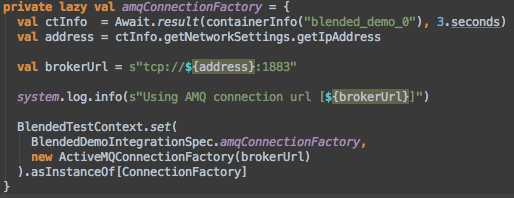 private lazy val amqConnectionFactory = {
  val ctInfo  = Await.result(containerInfo("blended_demo_0"), 3.seconds)
  val address = ctInfo.getNetworkSettings.getIpAddress

  val brokerUrl = s"tcp://${address}:1883"

  system.log.info(s"Using AMQ connection url [${brokerUrl}]")

  BlendedTestContext.set(
    BlendedDemoIntegrationSpec.amqConnectionFactory,
    new ActiveMQConnectionFactory(brokerUrl)
  ).asInstanceOf[ConnectionFactory]
}